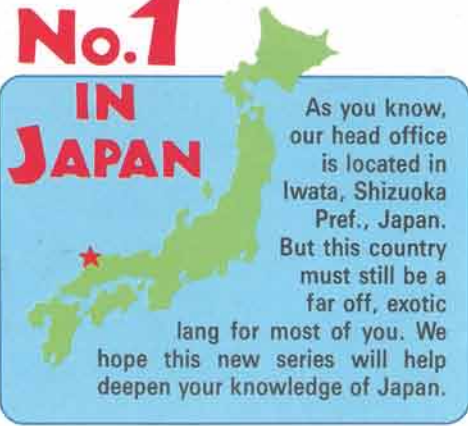 No.1
IN
JAPAN
As you know,
our head office
is located in
Iwata, Shizuoka
Pref., Japan.
But this country
must still be a
far off, exotic
lang for most of you. We
hope this new series will help
deepen your knowledge of Japan.